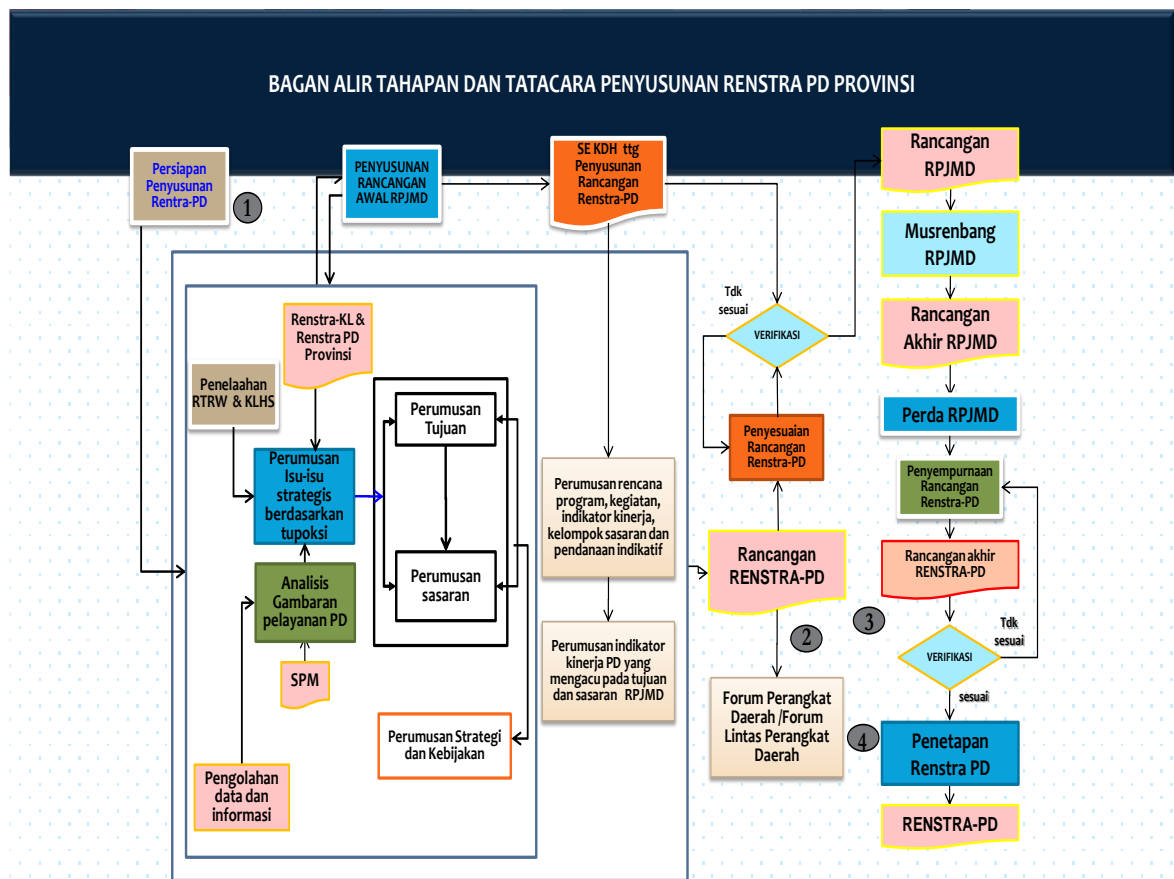 BAGAN ALIR TAHAPAN DAN TATACARA PENYUSUNAN RENSTRA PD PROVINSI
Persiapan
Penyusunan
Rentra-PD
1
PENYUSUNAN
RANCANGAN
AWAL RPJMD
SE KDH ttg
Penyusunan
Rancangan
Renstra-PD
Rancangan
RPJMD
Musrenbang
RPJMD
Rancangan
Akhir RPJMD
Perda RPJMD
Penyempurnaan
Rancangan
Renstra-PD
Rancangan akhir
RENSTRA-PD
3
Tdk
sesuai
VERIFIKASI
sesuai
4
Penetapan
Renstra PD
RENSTRA-PD
Tdk
sesuai
VERIFIKASI
Penyesuaian
Rancangan
Renstra-PD
Rancangan
RENSTRA-PD
2
Forum Perangkat
Daerah /Forum
Lintas Perangkat
Daerah
Renstra-KL &
Renstra PD
Provinsi
Penelaahan
RTRW & KLHS
Perumusan
Isu-isu
strategis
berdasarkan
tupoksi
Analisis
Gambaran
pelayanan PD
SPM
Pengolahan
data dan
informasi
Perumusan
Tujuan
Perumusan
sasaran
Perumusan Strategi
dan Kebijakan
Perumusan rencana
program, kegiatan,
indikator kinerja,
kelompok sasaran dan
pendanaan indikatif
Perumusan indikator
kinerja PD yang
mengacu pada tujuan
dan sasaran RPJMD